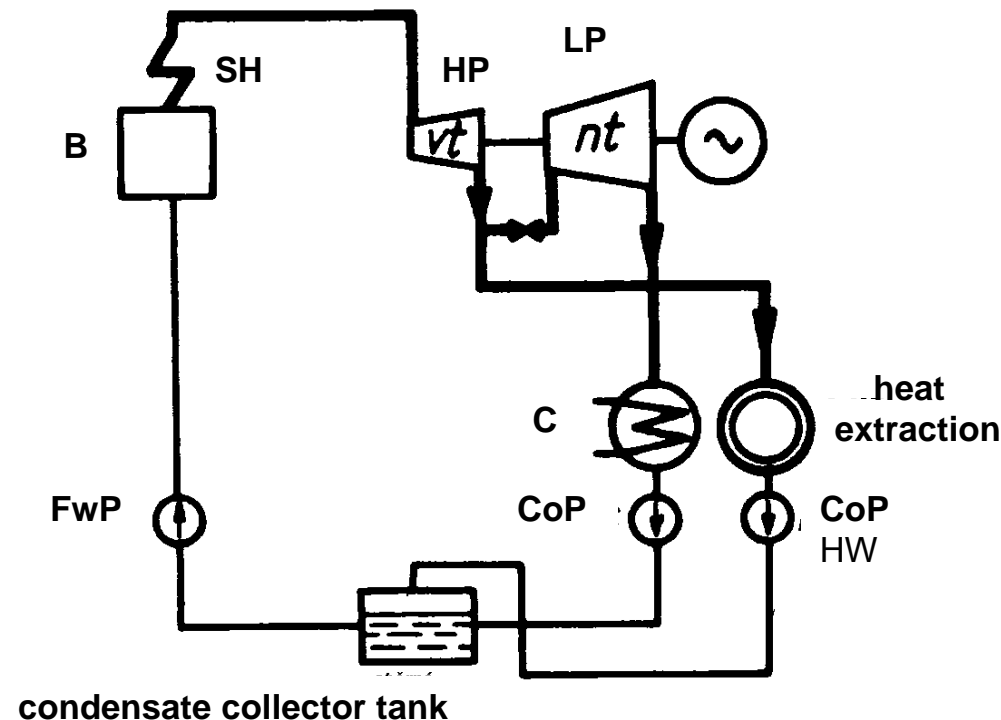 LP
HP
SH
vt
nt
B
heat
extraction
C
FwP
CoP
CoP
HW
condensate collector tank